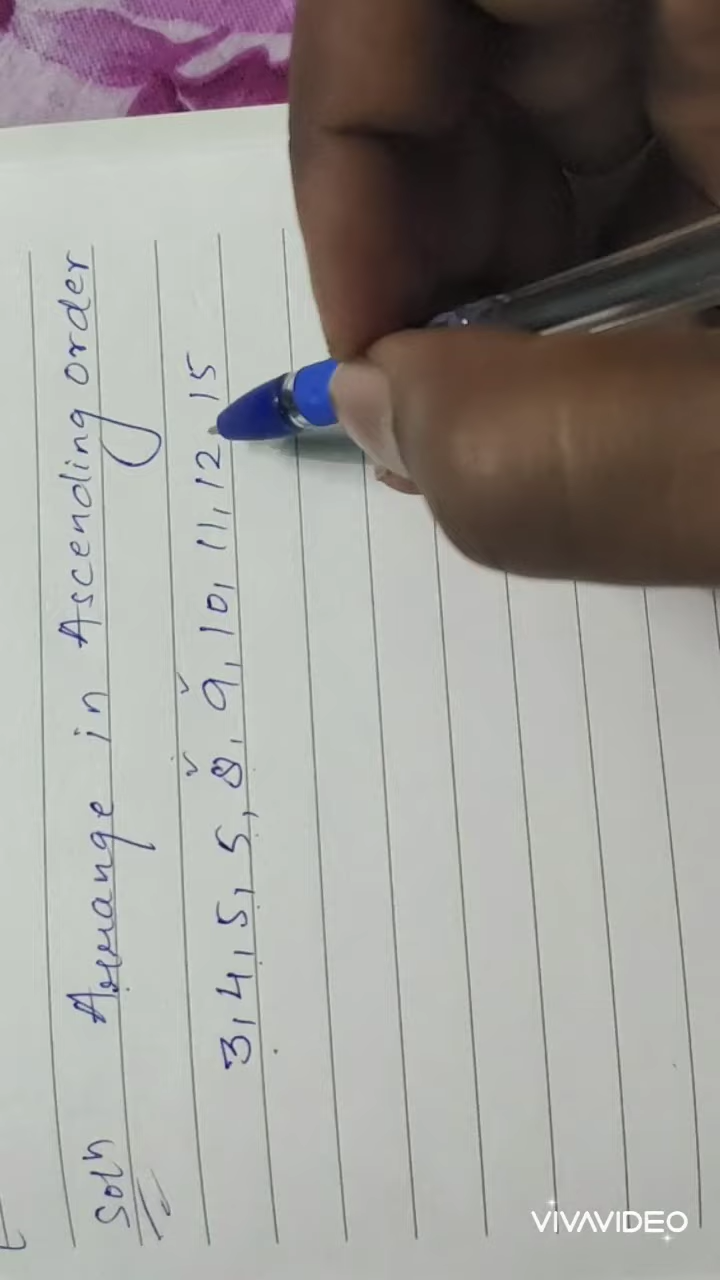 Soln Arrange in Ascending order
3, 4, 5, 5, 8, 9, 10, 11, 12 15
VIVAVIDEO